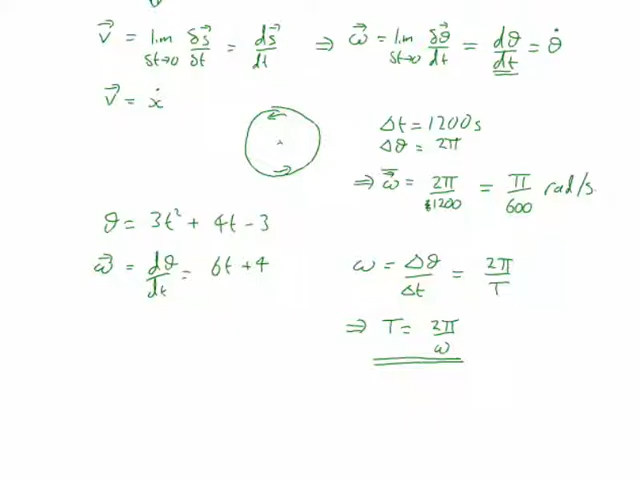 v⃗ = lim δt→0 δs⃗/δt = ds⃗/dt ⇒ ω⃗ = lim δt→0 δθ⃗/dt = dθ/dt = θ̇
v⃗ = ẋ
Δt = 1200s
Δθ = 2π
⇒ ω̄⃗ = 2π/1200 = π/600 rad/s
θ = 3t² + 4t - 3
ω⃗ = dθ/dt = 6t + 4
ω = Δθ/Δt = 2π/T
⇒ T = 2π/ω